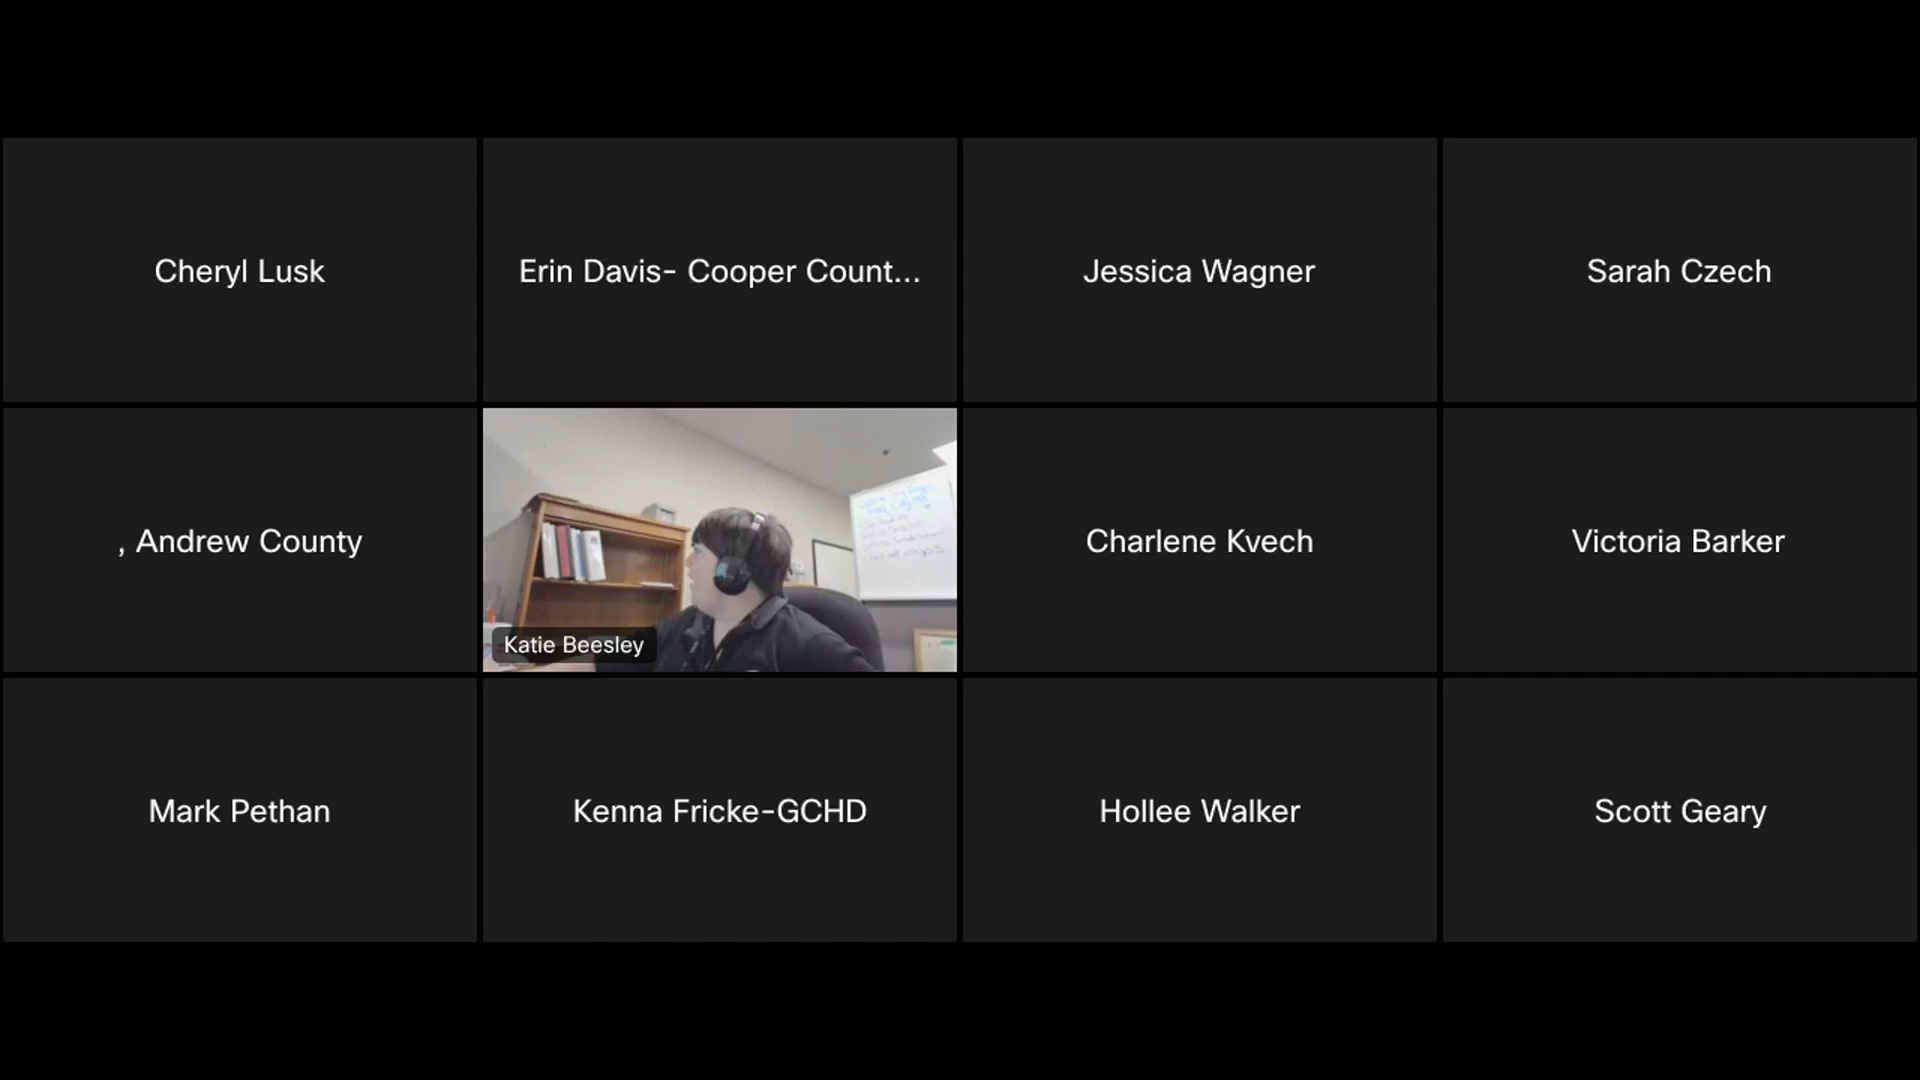 Cheryl Lusk
Erin Davis- Cooper Count...
Jessica Wagner
Sarah Czech
, Andrew County
Katie Beesley
Charlene Kvech
Victoria Barker
Mark Pethan
Kenna Fricke-GCHD
Hollee Walker
Scott Geary